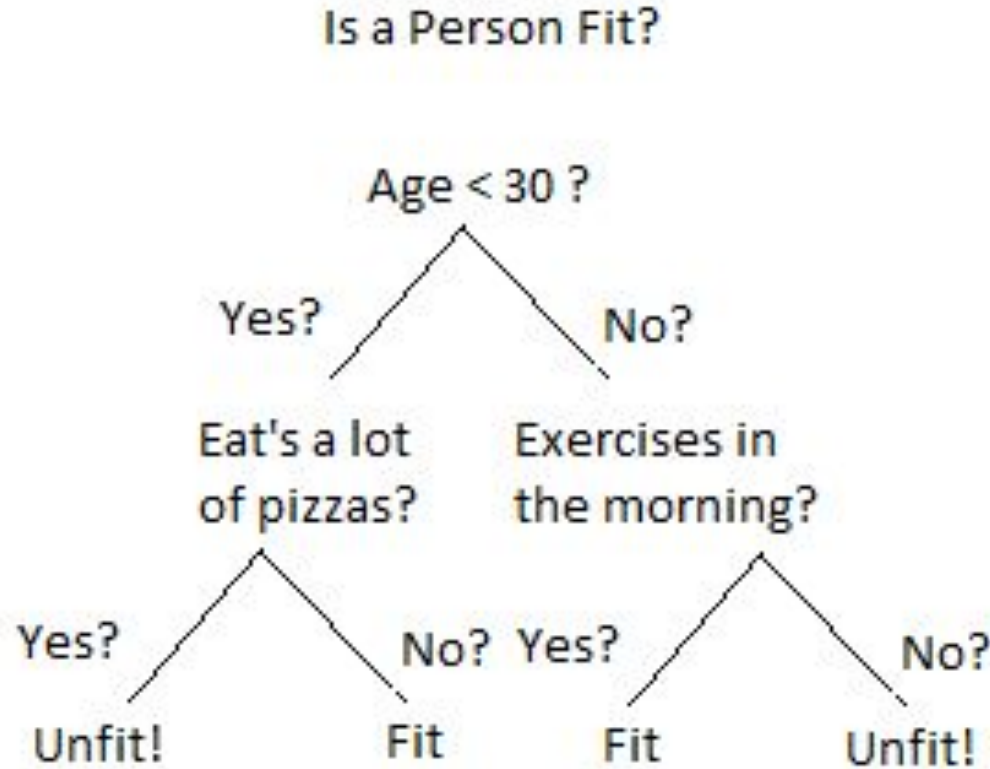 Is a Person Fit?
Age < 30 ?
Yes?
No?
Eat's a lot
of pizzas?
Exercises in
the morning?
Yes?
No?
Yes?
No?
Unfit!
Fit
Fit
Unfit!